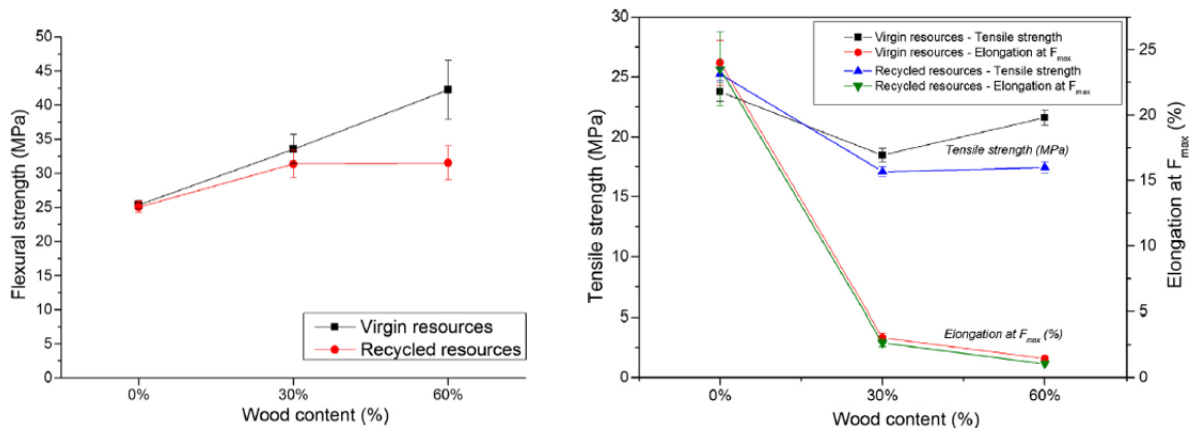 50
45
40
35
30
25
20
15
10
5
0
Flexural strength (MPa)
Virgin resources
Recycled resources
0% 30% 60%
Wood content (%)
30
25
20
15
10
5
0
Tensile strength (MPa)
Virgin resources - Tensile strength
Virgin resources - Elongation at Fmax
Recycled resources - Tensile strength
Recycled resources - Elongation at Fmax
Tensile strength (MPa)
Elongation at Fmax (%)
25
20
15
10
5
0
Elongation at Fmax (%)
0% 30% 60%
Wood content (%)